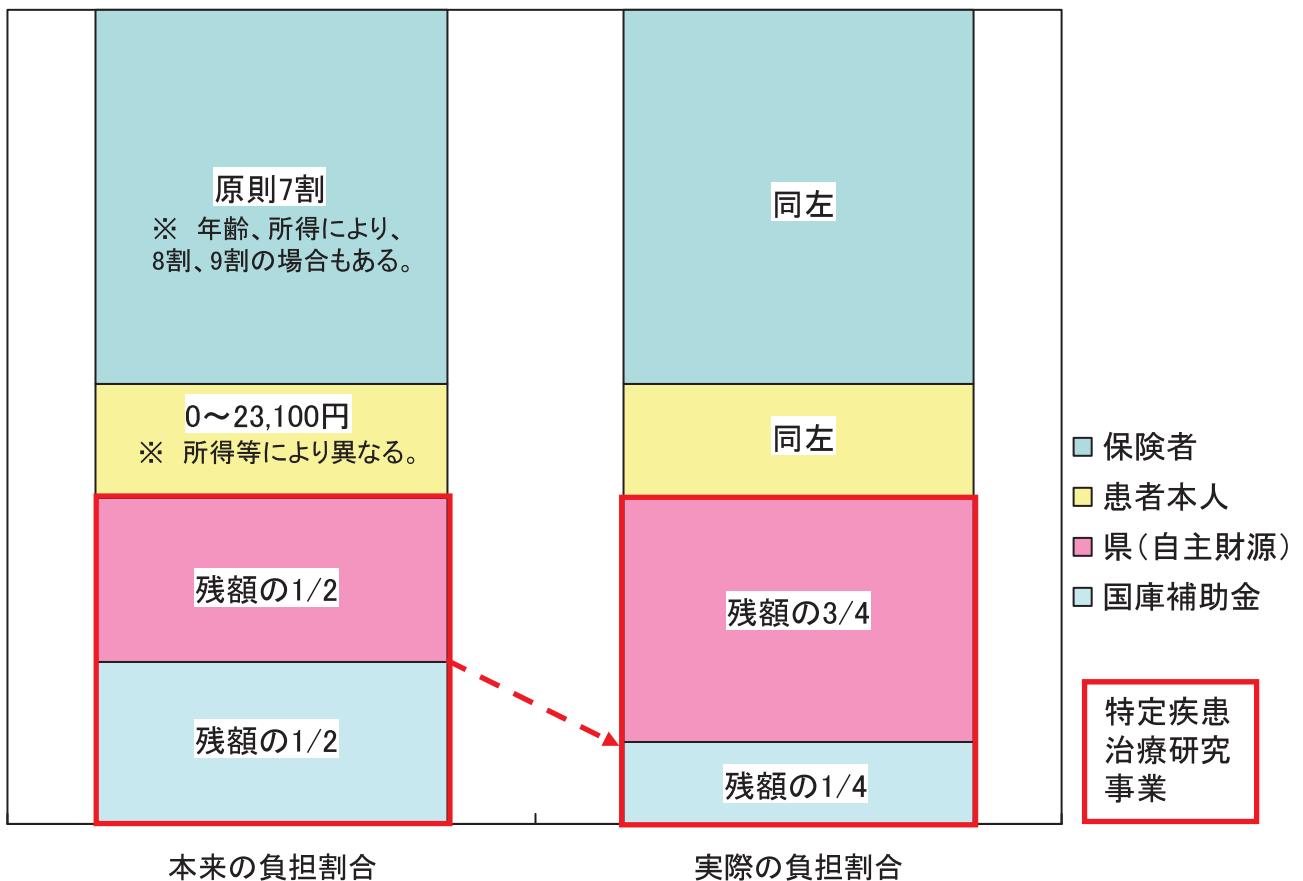 原則7割
※ 年齢、所得により、
8割、9割の場合もある。
0～23,100円
※ 所得等により異なる。
残額の1/2
残額の1/2
同左
同左
残額の3/4
残額の1/4
保険者
患者本人
県（自主財源）
国庫補助金
特定疾患
治療研究
事業
本来の負担割合
実際の負担割合